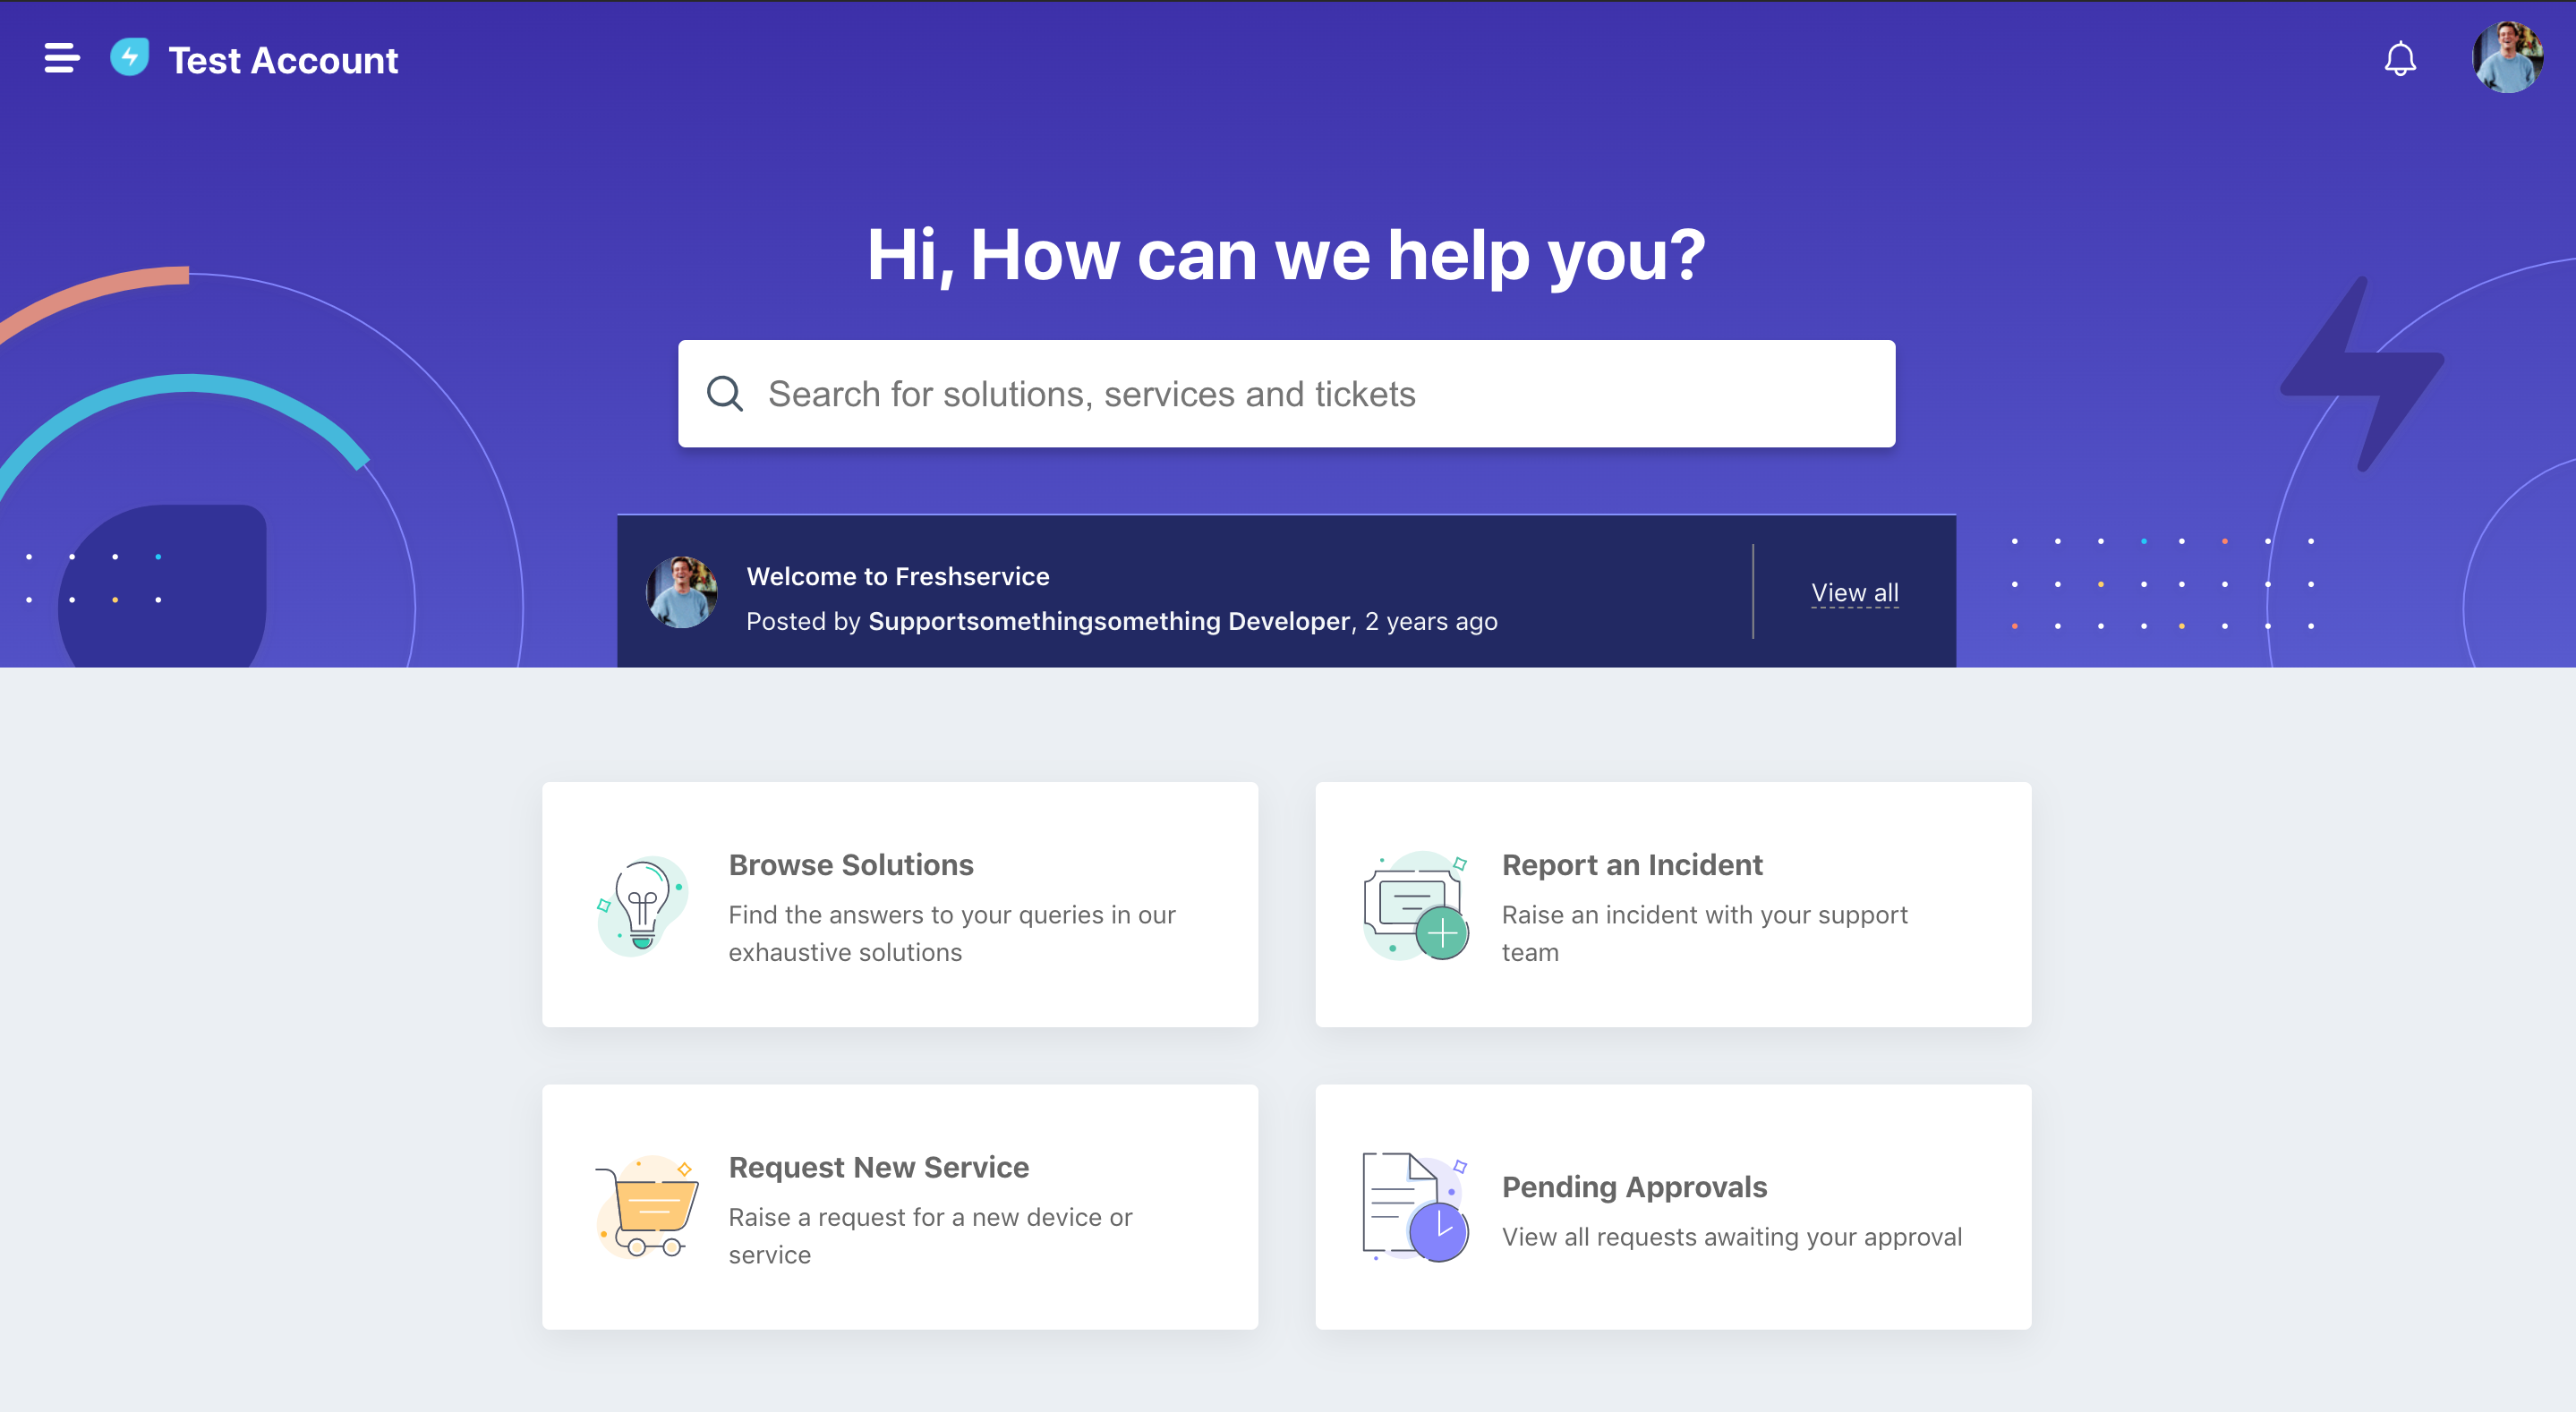 Test Account
Hi, How can we help you?
Search for solutions, services and tickets
Welcome to Freshservice
Posted by Supportsomethingsomething Developer, 2 years ago
View all
Browse Solutions
Find the answers to your queries in our
exhaustive solutions
Report an Incident
Raise an incident with your support
team
Request New Service
Raise a request for a new device or
service
Pending Approvals
View all requests awaiting your approval